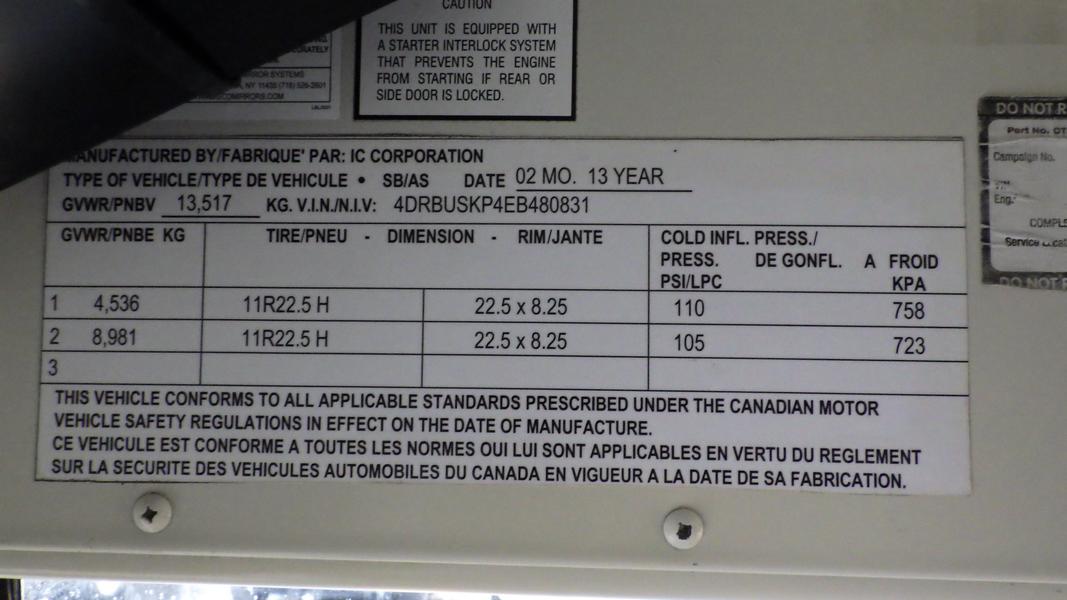 CAUTION
THIS UNIT IS EQUIPPED WITH
A STARTER INTERLOCK SYSTEM
THAT PREVENTS THE ENGINE
FROM STARTING IF REAR OR
SIDE DOOR IS LOCKED.
NY 11435 (718) 526-2601
MANUFACTURED BY/FABRIQUE' PAR: IC CORPORATION
TYPE OF VEHICLE/TYPE DE VEHICULE • SB/AS DATE 02 MO. 13 YEAR
GVWR/PNBV 13,517 KG. V.I.N./N.I.V: 4DRBUSKP4EB480831
GVWR/PNBE KG TIRE/PNEU - DIMENSION - RIM/JANTE COLD INFL. PRESS./
PRESS. DE GONFL. A FROID
PSI/LPC KPA
1 4,536 11R22.5 H 22.5 x 8.25 110 758
2 8,981 11R22.5 H 22.5 x 8.25 105 723
3
THIS VEHICLE CONFORMS TO ALL APPLICABLE STANDARDS PRESCRIBED UNDER THE CANADIAN MOTOR
VEHICLE SAFETY REGULATIONS IN EFFECT ON THE DATE OF MANUFACTURE.
CE VEHICULE EST CONFORME A TOUTES LES NORMES QUI LUI SONT APPLICABLES EN VERTU DU REGLEMENT
SUR LA SECURITE DES VEHICULES AUTOMOBILES DU CANADA EN VIGUEUR A LA DATE DE SA FABRICATION.
DO NOT R
Part No. OT
Campaign No.
Eng.
COMPL
Service
DO NOT R